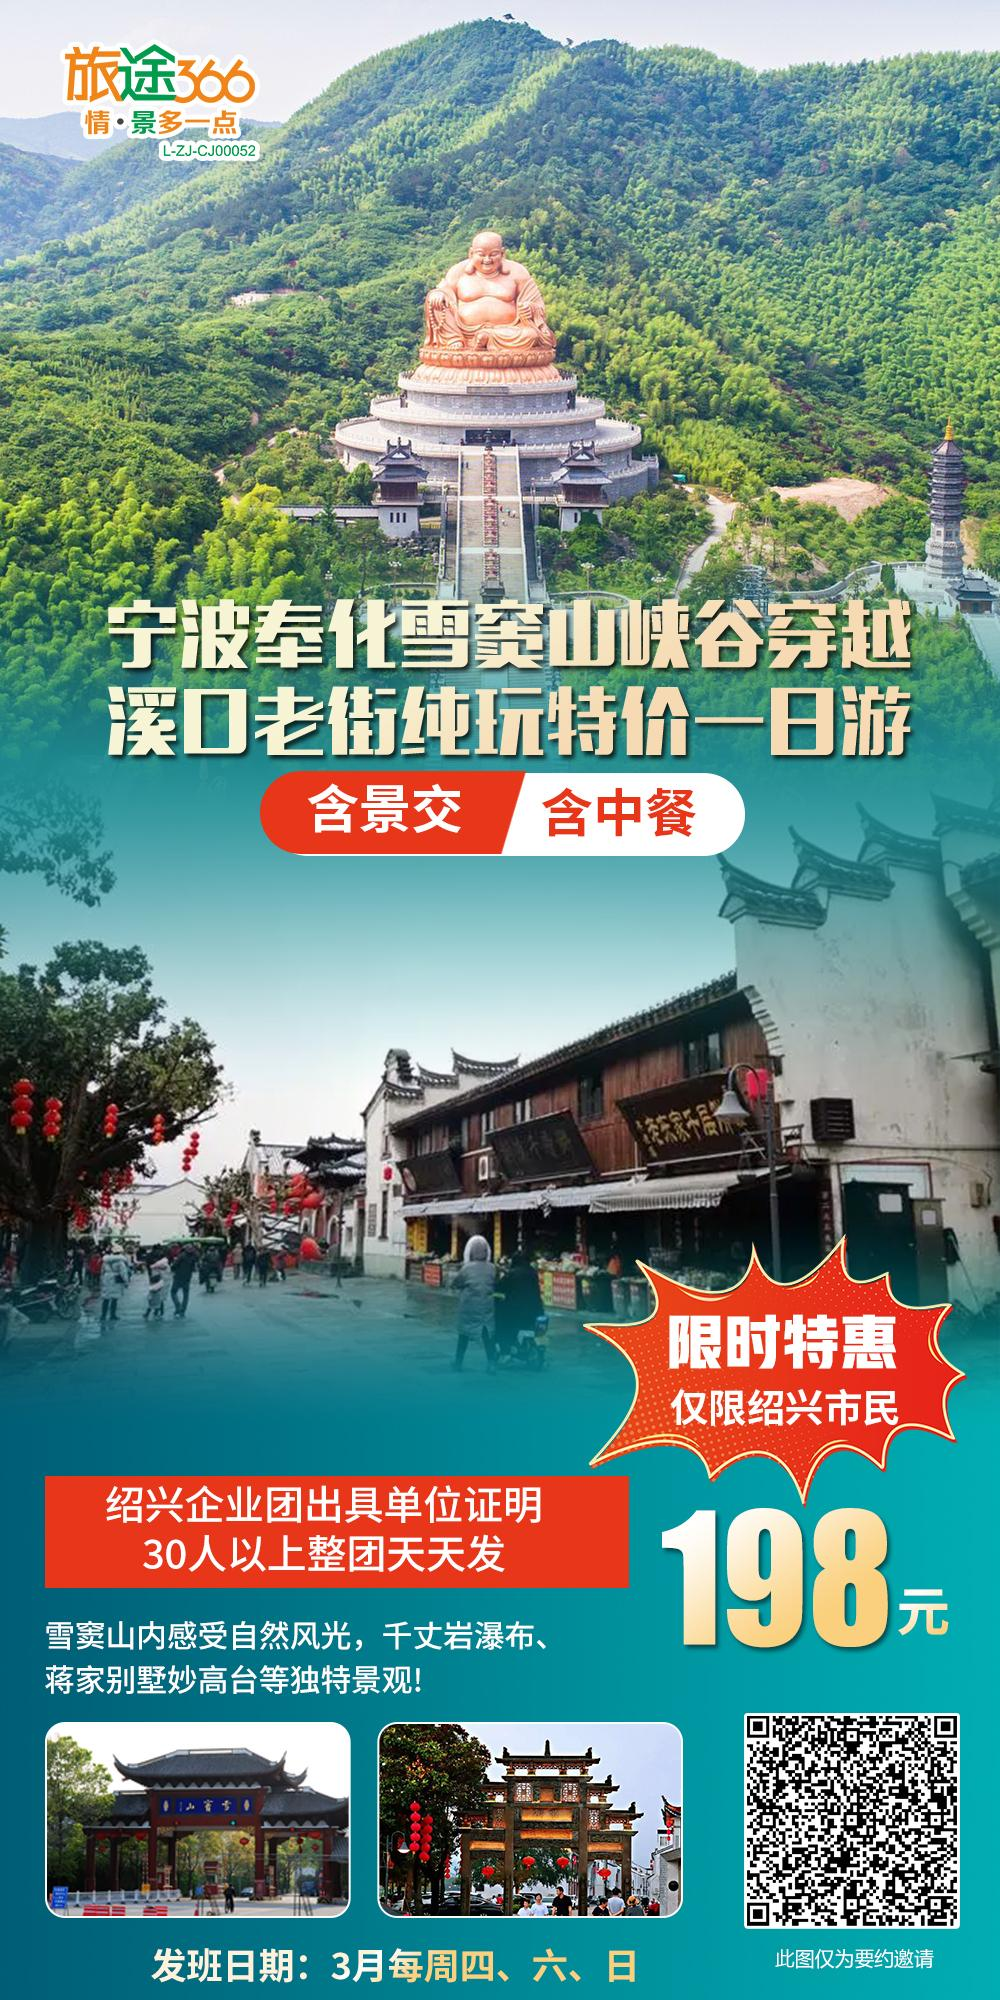 旅途366
情·景多一点
L-ZJ-CJ00052
宁波奉化雪窦山峡谷穿越
溪口老街纯玩特价一日游
含景交 含中餐
限时特惠
仅限绍兴市民
绍兴企业团出具单位证明
30人以上整团天天发
198元
雪窦山内感受自然风光，千丈岩瀑布、
蒋家别墅妙高台等独特景观!
山窦雪
发班日期：3月每周四、六、日
此图仅为要约邀请